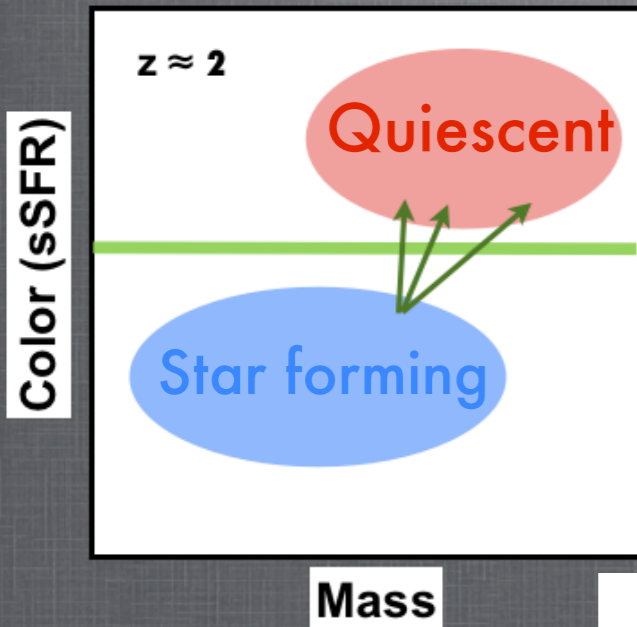 z ≈ 2
Quiescent
Color (sSFR)
Star forming
Mass